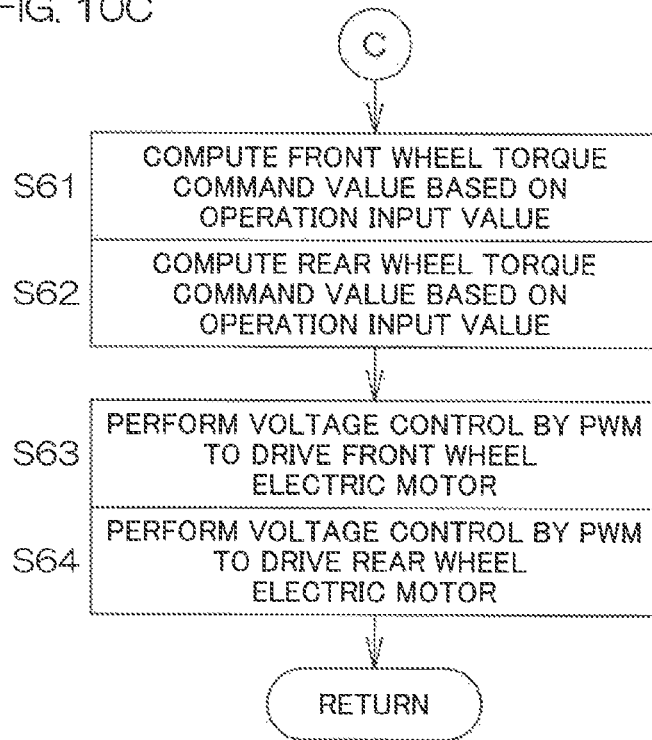 FIG. 10C
C
S61
COMPUTE FRONT WHEEL TORQUE
COMMAND VALUE BASED ON
OPERATION INPUT VALUE
S62
COMPUTE REAR WHEEL TORQUE
COMMAND VALUE BASED ON
OPERATION INPUT VALUE
S63
PERFORM VOLTAGE CONTROL BY PWM
TO DRIVE FRONT WHEEL
ELECTRIC MOTOR
S64
PERFORM VOLTAGE CONTROL BY PWM
TO DRIVE REAR WHEEL
ELECTRIC MOTOR
RETURN